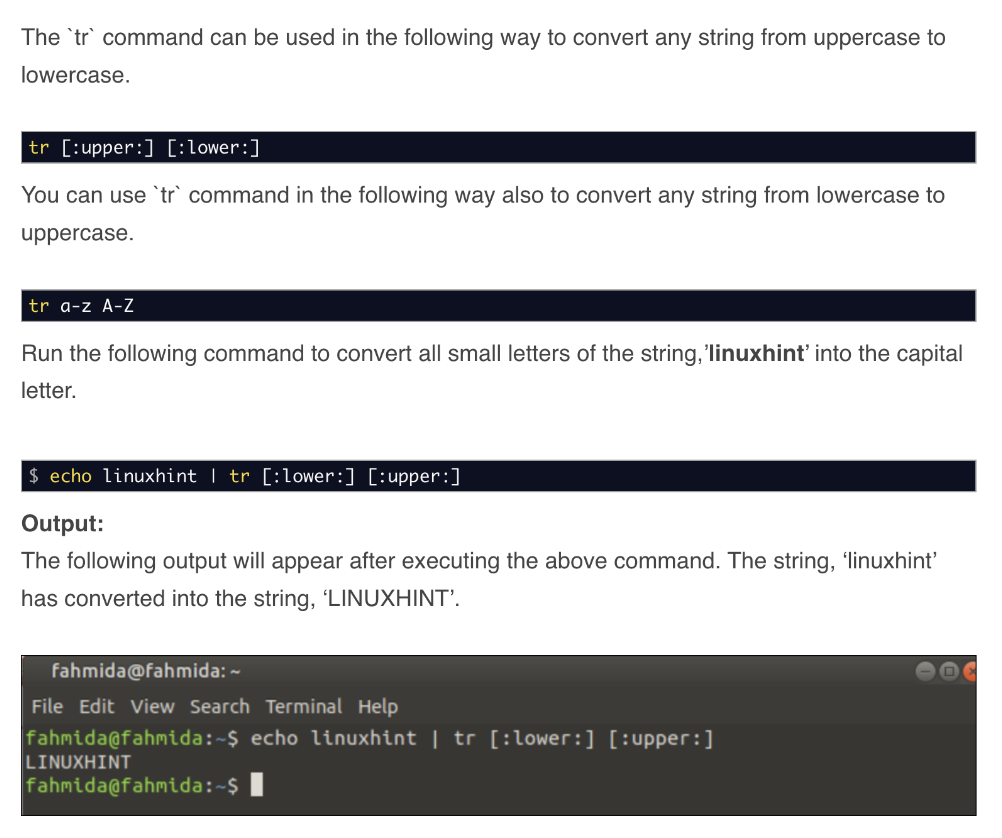 The `tr` command can be used in the following way to convert any string from uppercase to
lowercase.
tr [:upper:] [:lower:]
You can use `tr` command in the following way also to convert any string from lowercase to
uppercase.
tr a-z A-Z
Run the following command to convert all small letters of the string,’linuxhint’ into the capital
letter.
$ echo linuxhint | tr [:lower:] [:upper:]
Output:
The following output will appear after executing the above command. The string, ‘linuxhint’
has converted into the string, ‘LINUXHINT’.
fahmida@fahmida: ~
File Edit View Search Terminal Help
fahmida@fahmida:~$ echo linuxhint | tr [:lower:] [:upper:]
LINUXHINT
fahmida@fahmida:~$